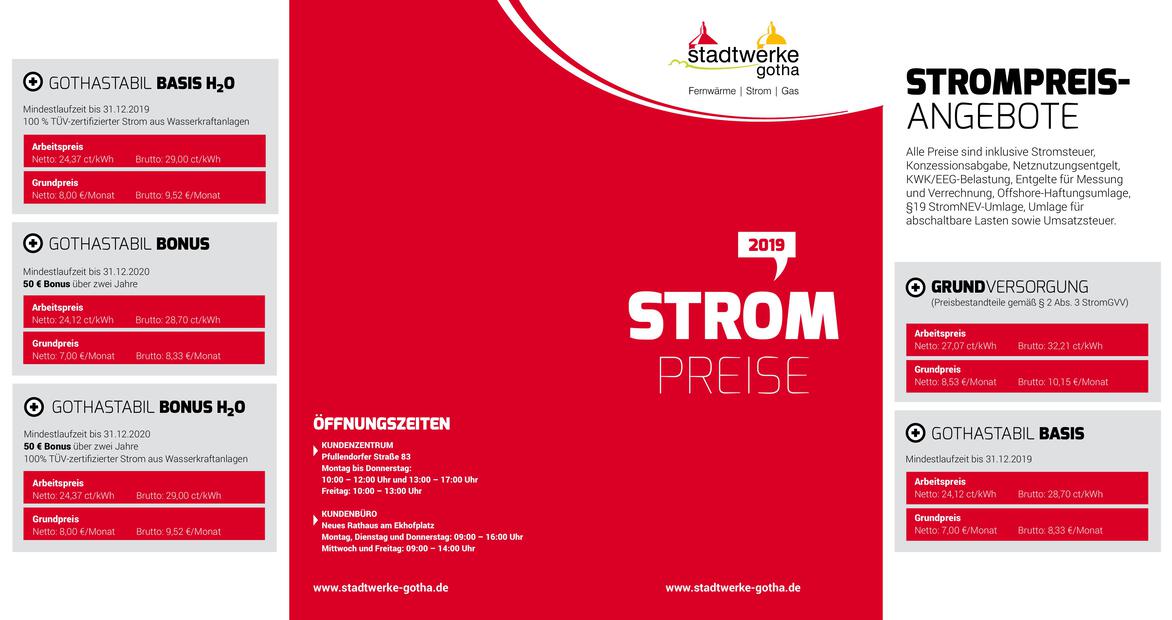 GOTHASTABIL BASIS H₂O
Mindestlaufzeit bis 31.12.2019
100 % TÜV-zertifizierter Strom aus Wasserkraftanlagen
Arbeitspreis
Netto: 24,37 ct/kWh Brutto: 29,00 ct/kWh
Grundpreis
Netto: 8,00 €/Monat Brutto: 9,52 €/Monat
GOTHASTABIL BONUS
Mindestlaufzeit bis 31.12.2020
50 € Bonus über zwei Jahre
Arbeitspreis
Netto: 24,12 ct/kWh Brutto: 28,70 ct/kWh
Grundpreis
Netto: 7,00 €/Monat Brutto: 8,33 €/Monat
GOTHASTABIL BONUS H₂O
Mindestlaufzeit bis 31.12.2020
50 € Bonus über zwei Jahre
100% TÜV-zertifizierter Strom aus Wasserkraftanlagen
Arbeitspreis
Netto: 24,37 ct/kWh Brutto: 29,00 ct/kWh
Grundpreis
Netto: 8,00 €/Monat Brutto: 9,52 €/Monat
ÖFFNUNGSZEITEN
KUNDENZENTRUM
Pfullendorfer Straße 83
Montag bis Donnerstag:
10:00 – 12:00 Uhr und 13:00 – 17:00 Uhr
Freitag: 10:00 – 13:00 Uhr
KUNDENBÜRO
Neues Rathaus am Ekhofplatz
Montag, Dienstag und Donnerstag: 09:00 – 16:00 Uhr
Mittwoch und Freitag: 09:00 – 14:00 Uhr
www.stadtwerke-gotha.de
stadtwerke
gotha
Fernwärme | Strom | Gas
2019
STROM
PREISE
www.stadtwerke-gotha.de
STROMPREIS-
ANGEBOTE
Alle Preise sind inklusive Stromsteuer,
Konzessionsabgabe, Netznutzungsentgelt,
KWK/EEG-Belastung, Entgelte für Messung
und Verrechnung, Offshore-Haftungsumlage,
§19 StromNEV-Umlage, Umlage für
abschaltbare Lasten sowie Umsatzsteuer.
GRUNDVERSORGUNG
(Preisbestandteile gemäß § 2 Abs. 3 StromGVV)
Arbeitspreis
Netto: 27,07 ct/kWh Brutto: 32,21 ct/kWh
Grundpreis
Netto: 8,53 €/Monat Brutto: 10,15 €/Monat
GOTHASTABIL BASIS
Mindestlaufzeit bis 31.12.2019
Arbeitspreis
Netto: 24,12 ct/kWh Brutto: 28,70 ct/kWh
Grundpreis
Netto: 7,00 €/Monat Brutto: 8,33 €/Monat